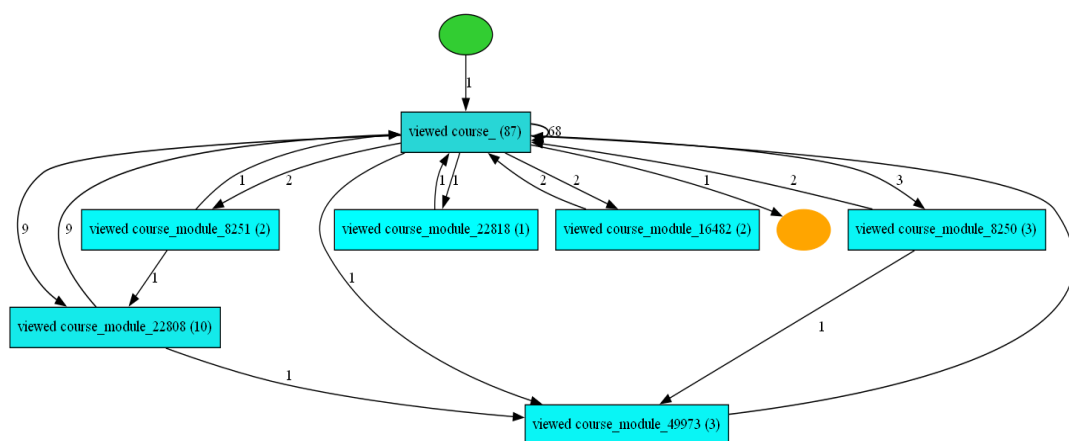 1
viewed course_ (87)
68
1
2
1
1
2
2
1
2
3
9
9
viewed course_module_8251 (2)
viewed course_module_22818 (1)
viewed course_module_16482 (2)
viewed course_module_8250 (3)
1
1
1
viewed course_module_22808 (10)
1
viewed course_module_49973 (3)